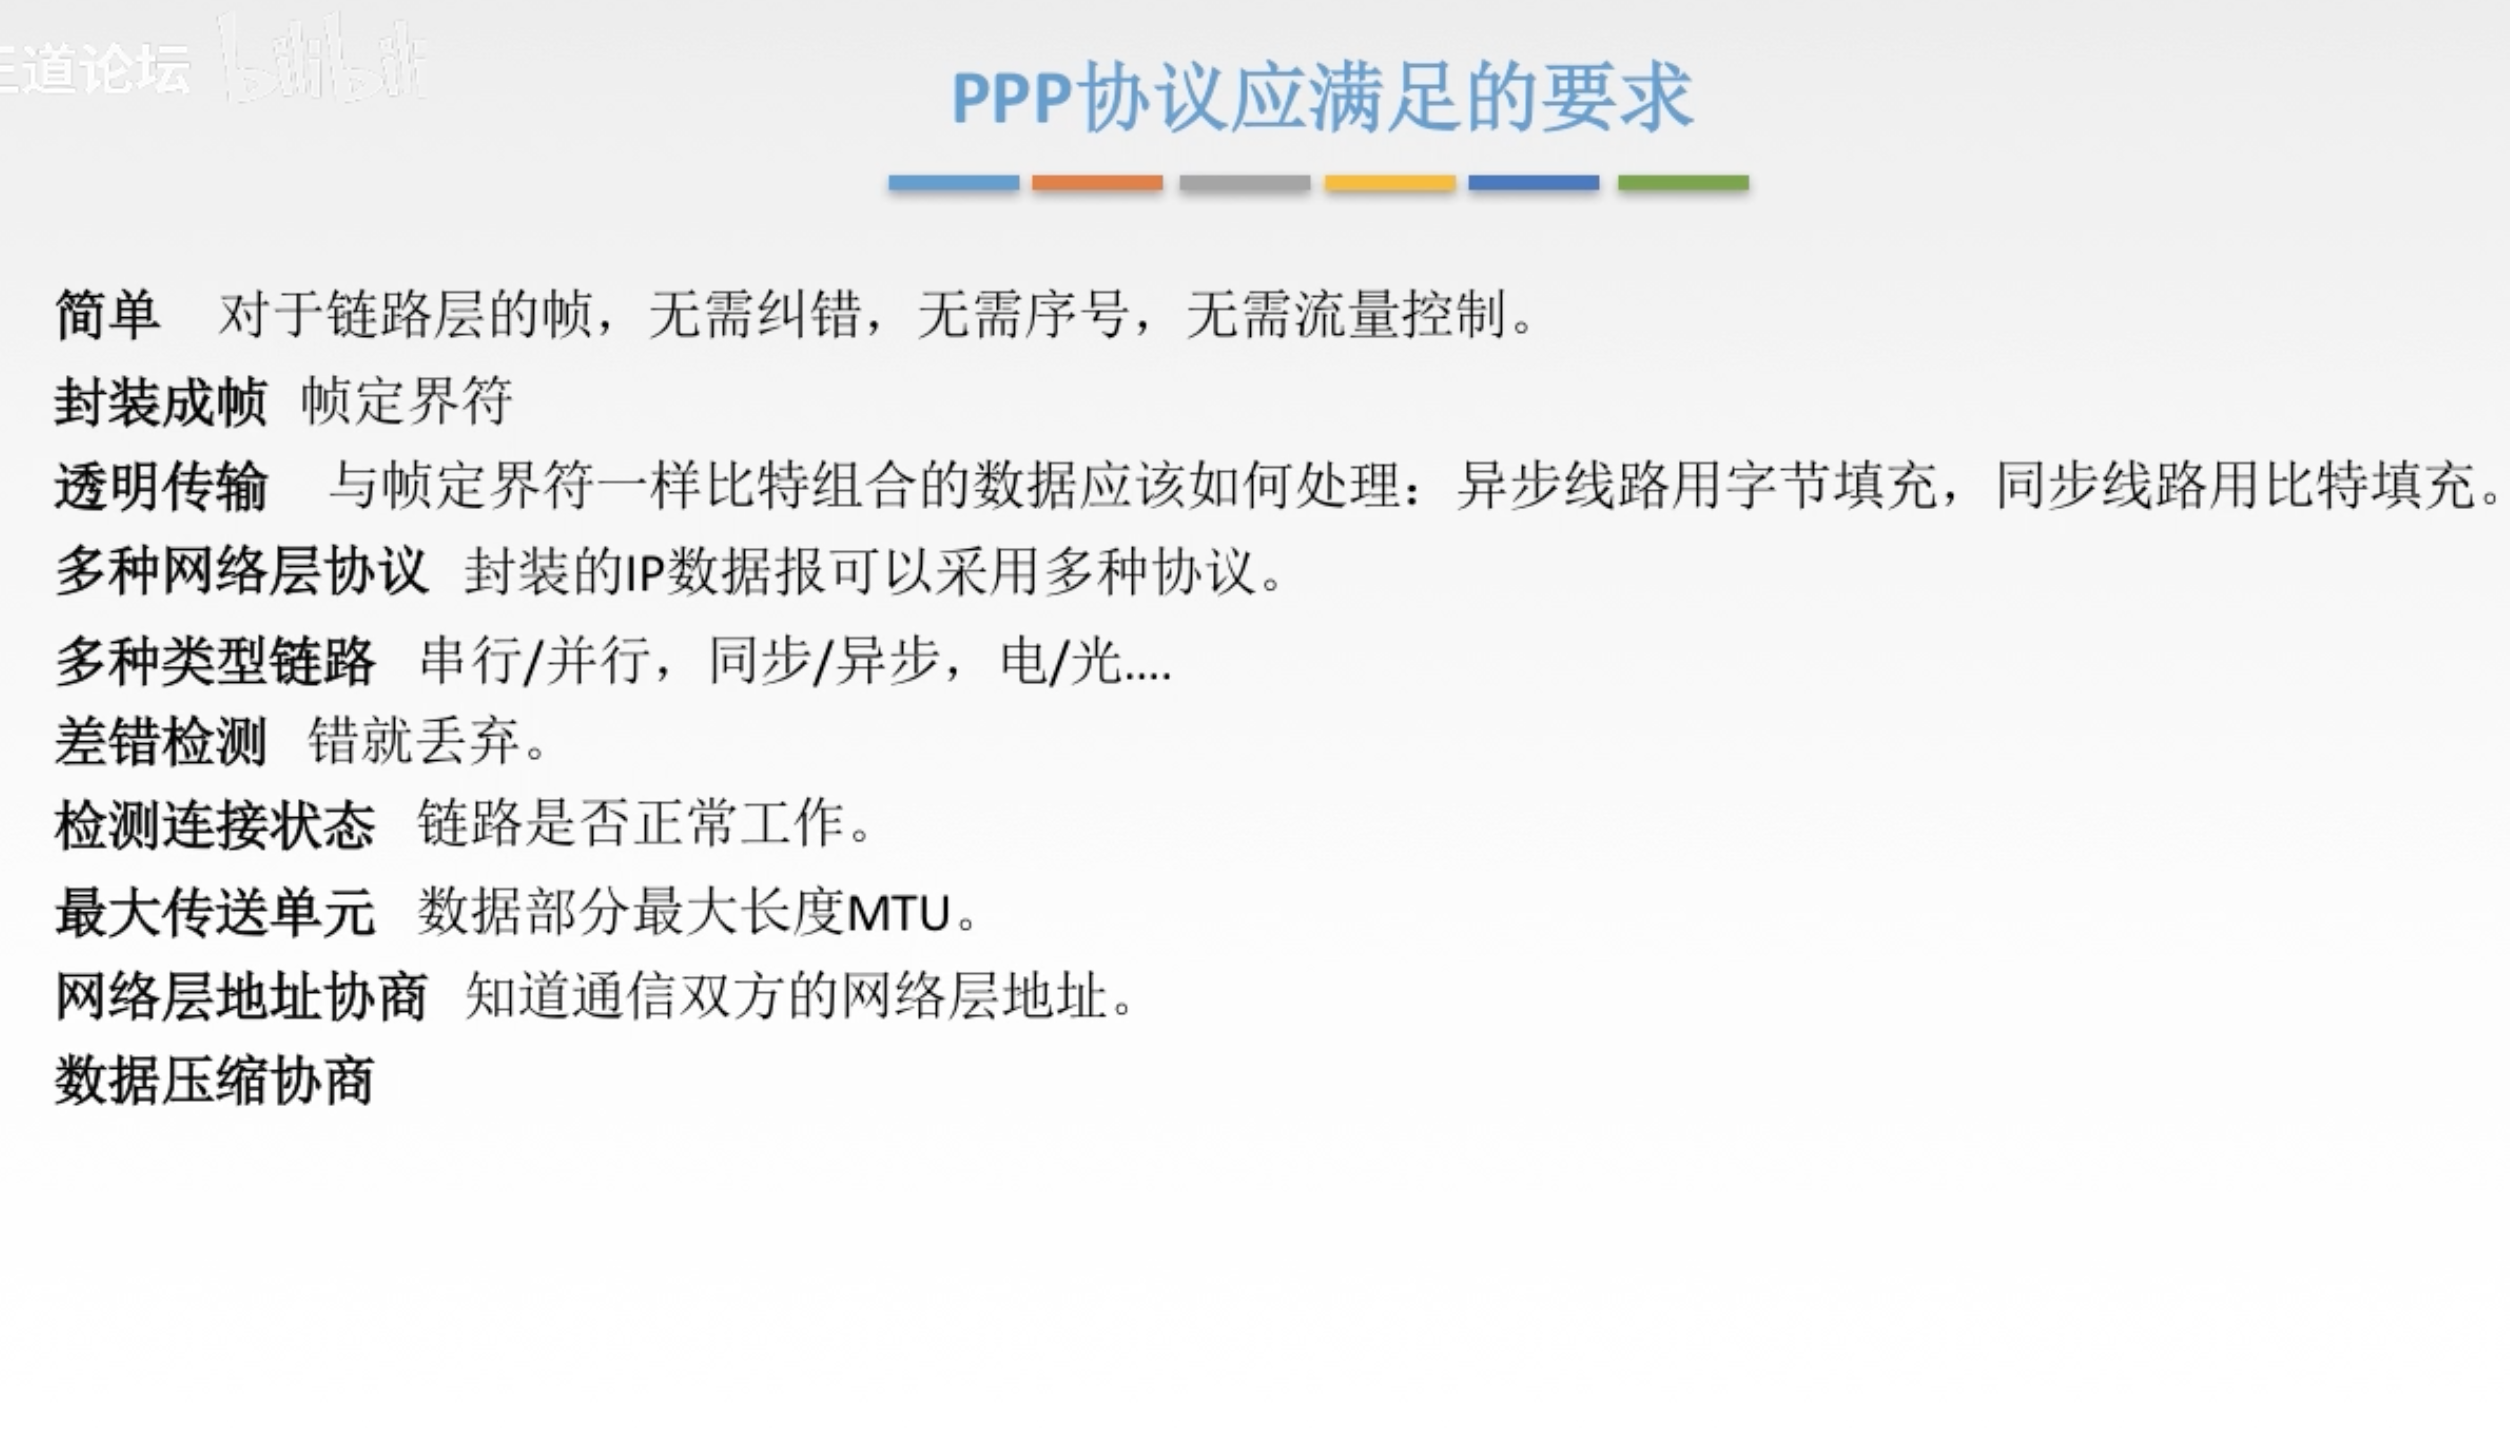 道论坛 bilibili
PPP协议应满足的要求
简单 对于链路层的帧，无需纠错，无需序号，无需流量控制。
封装成帧 帧定界符
透明传输 与帧定界符一样比特组合的数据应该如何处理：异步线路用字节填充，同步线路用比特填充。
多种网络层协议 封装的IP数据报可以采用多种协议。
多种类型链路 串行/并行，同步/异步，电/光....
差错检测 错就丢弃。
检测连接状态 链路是否正常工作。
最大传送单元 数据部分最大长度MTU。
网络层地址协商 知道通信双方的网络层地址。
数据压缩协商